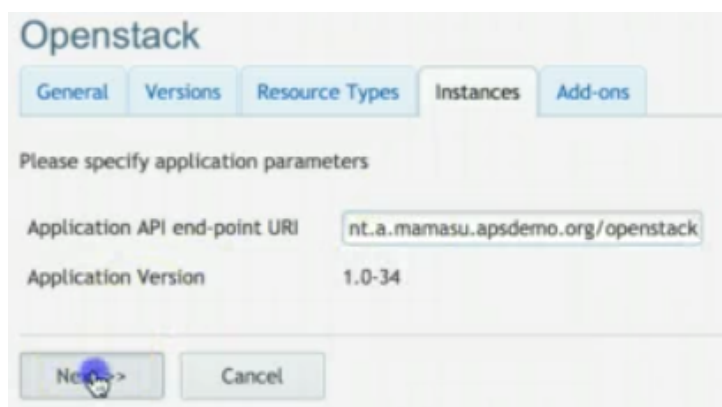 Openstack
General Versions Resource Types Instances Add-ons
Please specify application parameters
Application API end-point URI nt.a.mamasu.apsdemo.org/openstack
Application Version 1.0-34
Cancel